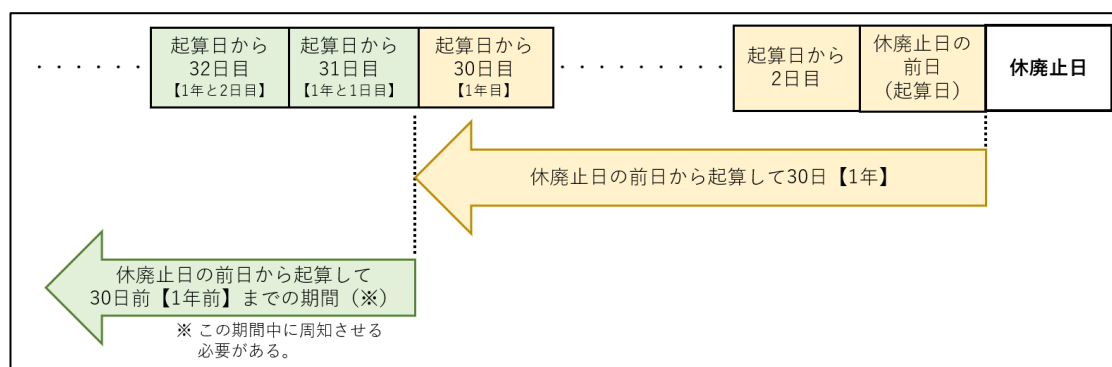 起算日から
32日目
【1年と2日目】
起算日から
31日目
【1年と1日目】
起算日から
30日目
【1年目】
起算日から
2日目
休廃止日の
前日
（起算日）
休廃止日
休廃止日の前日から起算して30日【1年】
休廃止日の前日から起算して
30日前【1年前】までの期間（※）
※ この期間中に周知させる
必要がある。